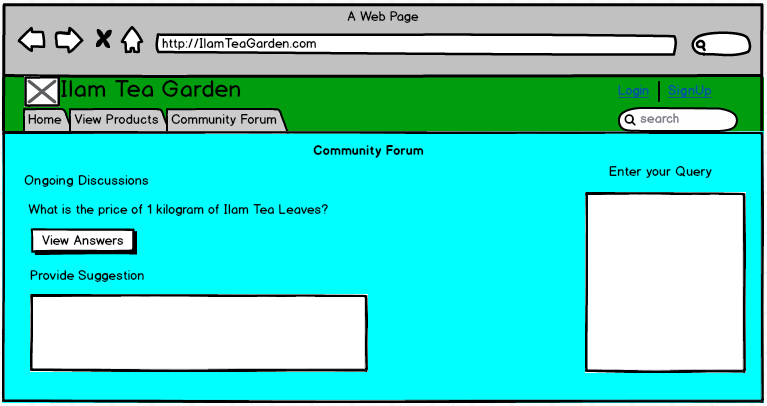 A Web Page
http://IlamTeaGarden.com
Ilam Tea Garden
Login SignUp
Home View Products Community Forum
search
Community Forum
Enter your Query
Ongoing Discussions
What is the price of 1 kilogram of Ilam Tea Leaves?
View Answers
Provide Suggestion